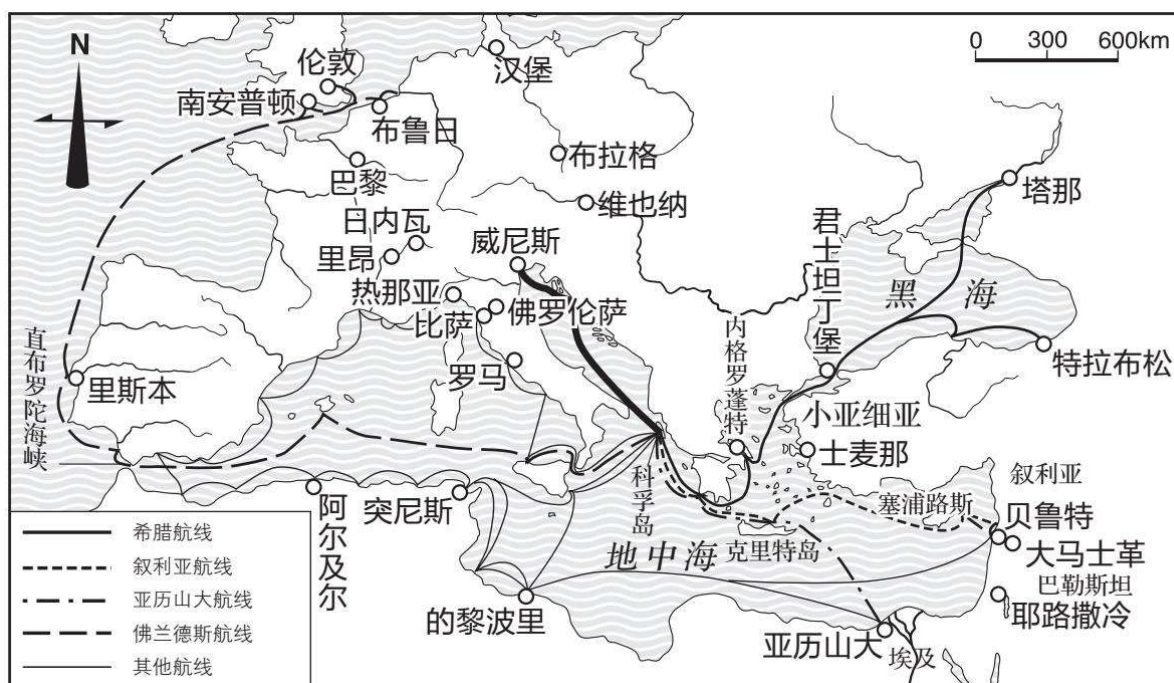 N
0 300 600km
伦敦
汉堡
南安普顿
布鲁日
布拉格
巴黎
塔那
维也纳
日内瓦
君士坦丁堡
威尼斯
里昂
黑海
热那亚
佛罗伦萨
比萨
内格罗蓬特
直布罗陀海峡
特拉布松
罗马
里斯本
小亚细亚
士麦那
叙利亚
科孚岛
塞浦路斯
突尼斯
贝鲁特
阿尔及尔
地中海
克里特岛
大马士革
巴勒斯坦
的黎波里
耶路撒冷
亚历山大
埃及
希腊航线
叙利亚航线
亚历山大航线
佛兰德斯航线
其他航线